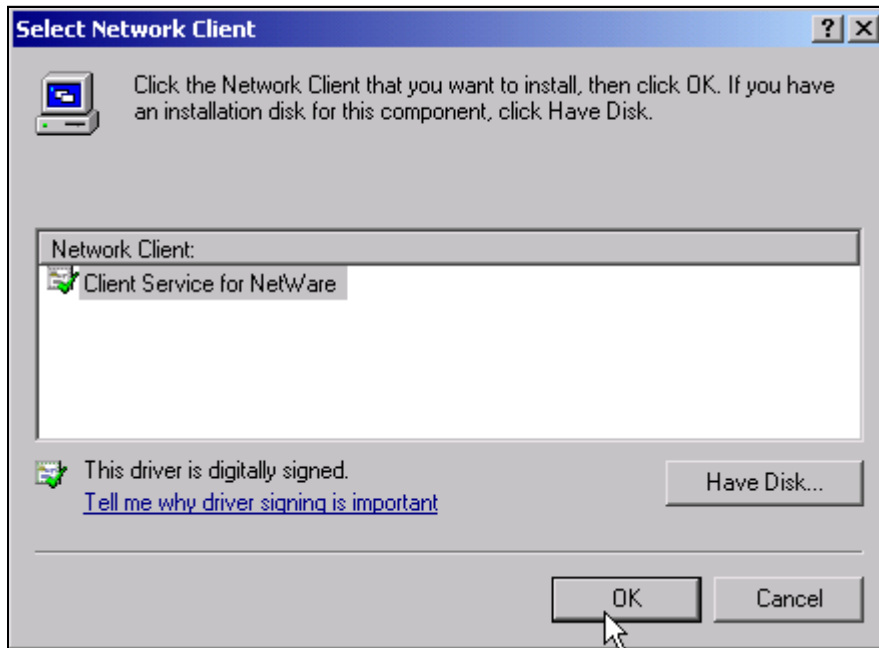 Select Network Client
Click the Network Client that you want to install, then click OK. If you have
an installation disk for this component, click Have Disk.
Network Client:
Client Service for NetWare
This driver is digitally signed.
Tell me why driver signing is important
Have Disk...
OK
Cancel